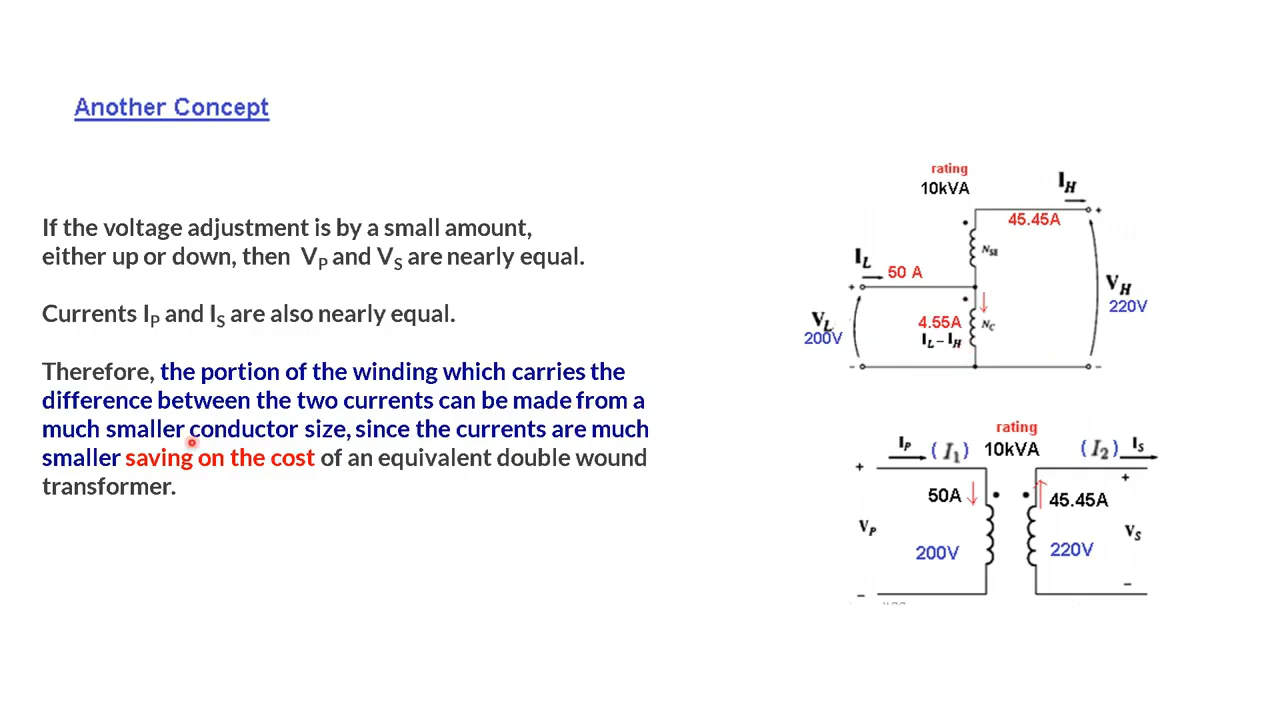 Another Concept
If the voltage adjustment is by a small amount,
either up or down, then VP and VS are nearly equal.
Currents IP and IS are also nearly equal.
Therefore, the portion of the winding which carries the
difference between the two currents can be made from a
much smaller conductor size, since the currents are much
smaller saving on the cost of an equivalent double wound
transformer.
rating
10kVA
IH
45.45A
+
NSE
IL
50 A
+
VH
220V
VL
200V
4.55A
NC
IL – IH
–
–
rating
IP (I1) 10kVA (I2) IS
+
+
50A
45.45A
VP
VS
200V
220V
–
–